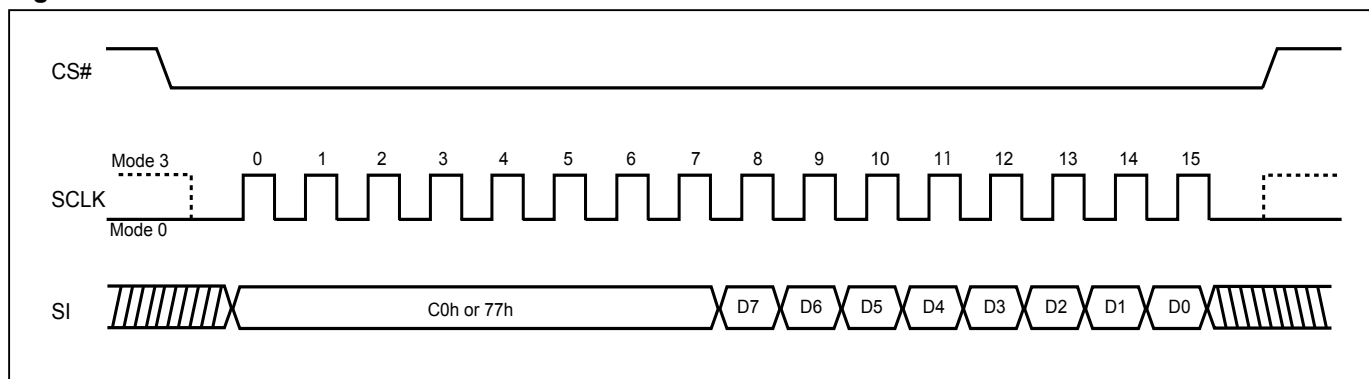 CS#
Mode 3
0 1 2 3 4 5 6 7 8 9 10 11 12 13 14 15
SCLK
Mode 0
SI
C0h or 77h D7 D6 D5 D4 D3 D2 D1 D0